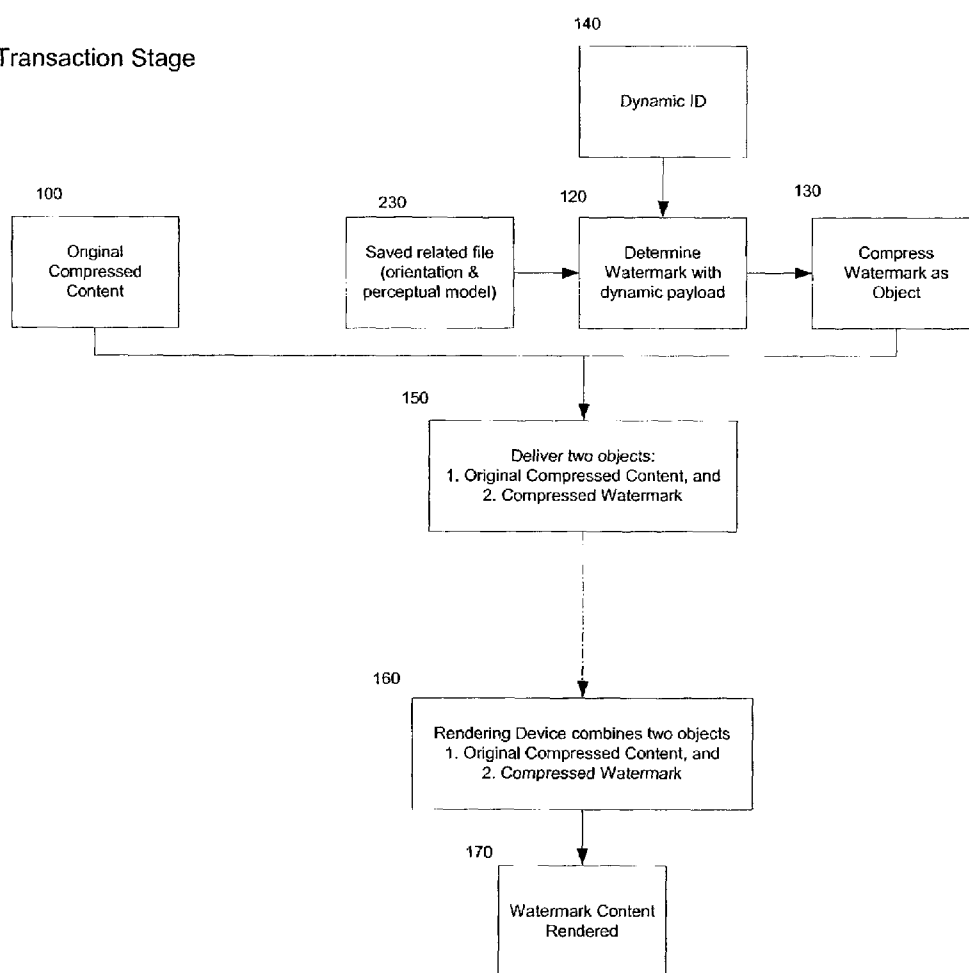 140
Transaction Stage
Dynamic ID
100
230
120
130
Original
Compressed
Content
Saved related file
(orientation &
perceptual model)
Determine
Watermark with
dynamic payload
Compress
Watermark as
Object
150
Deliver two objects:
1. Original Compressed Content, and
2. Compressed Watermark
160
Rendering Device combines two objects
1. Original Compressed Content, and
2. Compressed Watermark
170
Watermark Content
Rendered